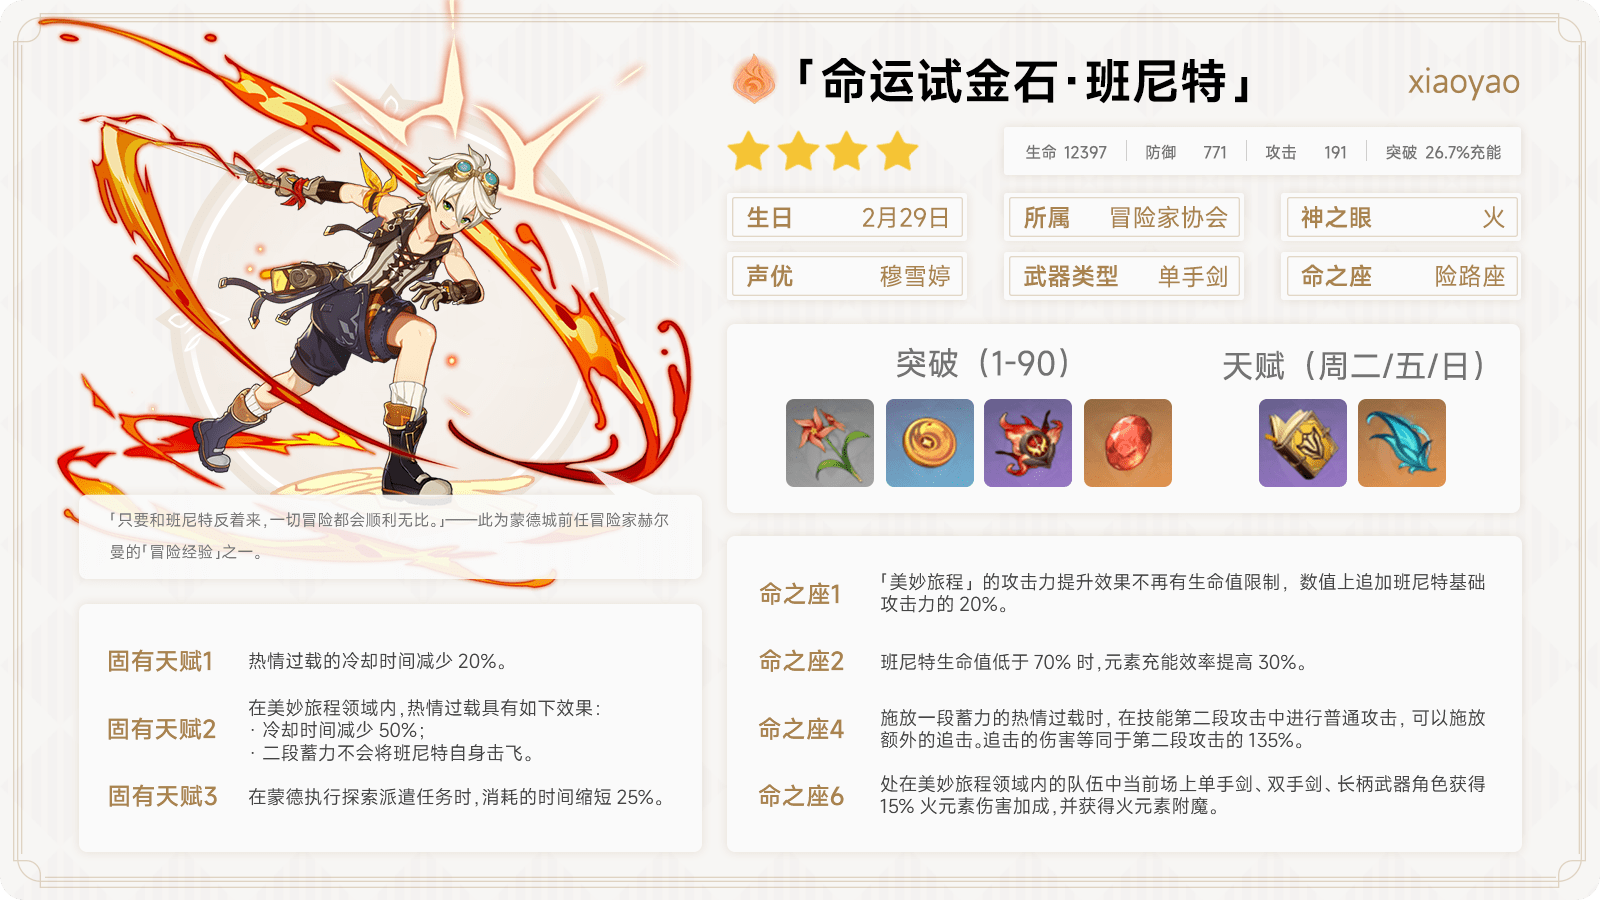 「命运试金石·班尼特」
xiaoyao
生命 12397 防御 771 攻击 191 突破 26.7%充能
生日 2月29日
所属 冒险家协会
神之眼 火
声优 穆雪婷
武器类型 单手剑
命之座 险路座
突破（1-90）
天赋（周二/五/日）
「只要和班尼特反着来,一切冒险都会顺利无比。」——此为蒙德城前任冒险家赫尔
曼的「冒险经验」之一。
固有天赋1 热情过载的冷却时间减少 20%。
固有天赋2
在美妙旅程领域内,热情过载具有如下效果:
· 冷却时间减少 50%;
· 二段蓄力不会将班尼特自身击飞。
固有天赋3 在蒙德执行探索派遣任务时,消耗的时间缩短 25%。
命之座1
「美妙旅程」的攻击力提升效果不再有生命值限制，数值上追加班尼特基础
攻击力的 20%。
命之座2 班尼特生命值低于 70% 时,元素充能效率提高 30%。
命之座4
施放一段蓄力的热情过载时，在技能第二段攻击中进行普通攻击，可以施放
额外的追击。追击的伤害等同于第二段攻击的 135%。
命之座6
处在美妙旅程领域内的队伍中当前场上单手剑、双手剑、长柄武器角色获得
15% 火元素伤害加成,并获得火元素附魔。